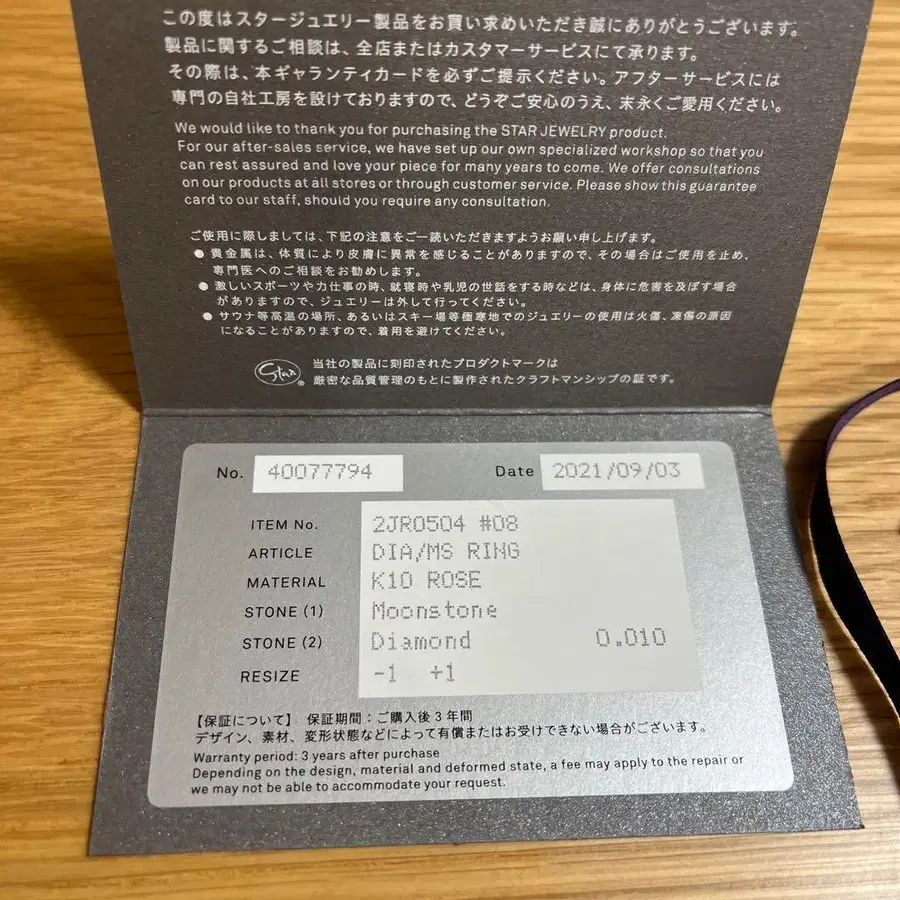 この度はスタージュエリー製品をお買い求めいただき誠にありがとうございます。
製品に関するご相談は、全店またはカスタマーサービスにて承ります。
その際は、本ギャランティカードを必ずご提示ください。アフターサービスには
専門の自社工房を設けておりますので、どうぞご安心のうえ、末永くご愛用ください。
We would like to thank you for purchasing the STAR JEWELRY product.
For our after-sales service, we have set up our own specialized workshop so that you
can rest assured and love your piece for many years to come. We offer consultations
on our products at all stores or through customer service. Please show this guarantee
card to our staff, should you require any consultation.
ご使用に際しましては、下記の注意をご一読いただきますようお願い申し上げます。
● 貴金属は、体質により皮膚に異常を感じることがありますので、その場合はご使用を止め、
専門医へのご相談をお勧めします。
● 激しいスポーツや力仕事の時、就寝時や乳児の世話をする時などは、身体に危害を及ぼす場合
がありますので、ジュエリーは外して行ってください。
● サウナ等高温の場所、あるいはスキー場等極寒地でのジュエリーの使用は火傷、凍傷の原因
になることがありますので、着用を避けてください。
Star ® 当社の製品に刻印されたプロダクトマークは
厳密な品質管理のもとに製作されたクラフトマンシップの証です。
No. 40077794 Date 2021/09/03
ITEM No. 2JR0504 #08
ARTICLE DIA/MS RING
MATERIAL K10 ROSE
STONE (1) Moonstone
STONE (2) Diamond 0.010
RESIZE -1 +1
【保証について】 保証期間：ご購入後3年間
デザイン、素材、変形状態などによって有償またはお受けできない場合がございます。
Warranty period: 3 years after purchase
Depending on the design, material and deformed state, a fee may apply to the repair or
we may not be able to accommodate your request.